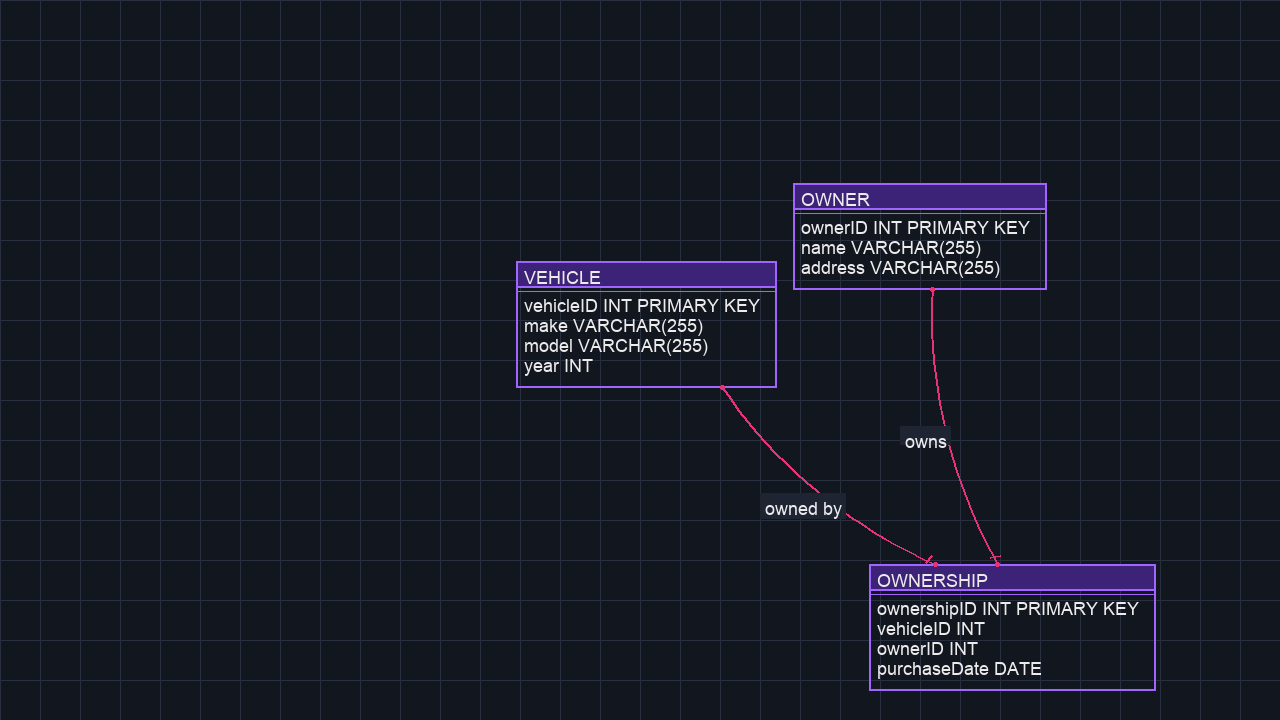 OWNER
ownerID INT PRIMARY KEY
name VARCHAR(255)
address VARCHAR(255)
VEHICLE
vehicleID INT PRIMARY KEY
make VARCHAR(255)
model VARCHAR(255)
year INT
owns
owned by
OWNERSHIP
ownershipID INT PRIMARY KEY
vehicleID INT
ownerID INT
purchaseDate DATE